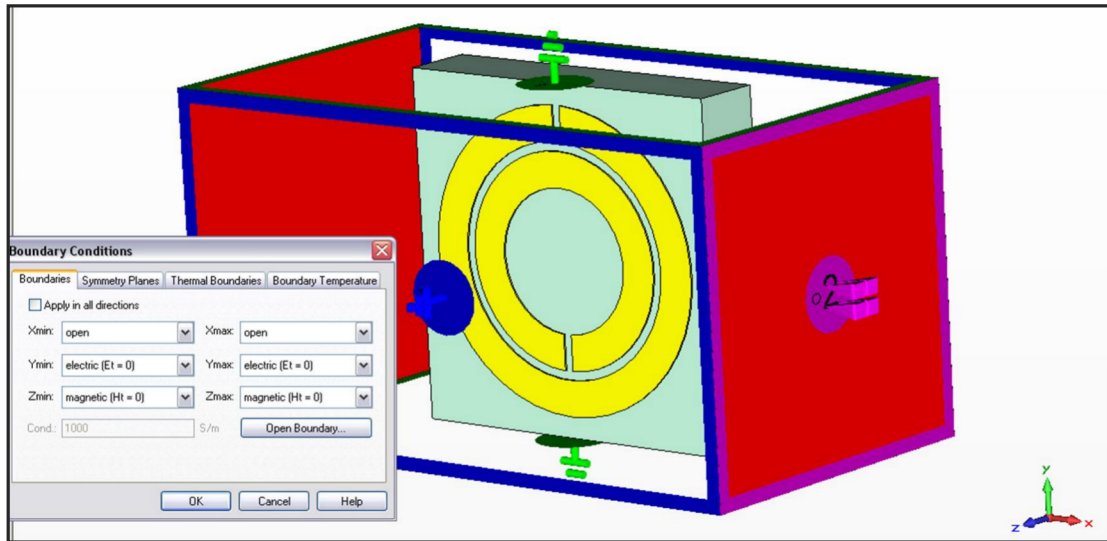 Boundary Conditions
Boundaries Symmetry Planes Thermal Boundaries Boundary Temperature
Apply in all directions
Xmin: open Xmax: open
Ymin: electric (Et = 0) Ymax: electric (Et = 0)
Zmin: magnetic (Ht = 0) Zmax: magnetic (Ht = 0)
Cond.: 1000 S/m Open Boundary...
OK Cancel Help
y
z x